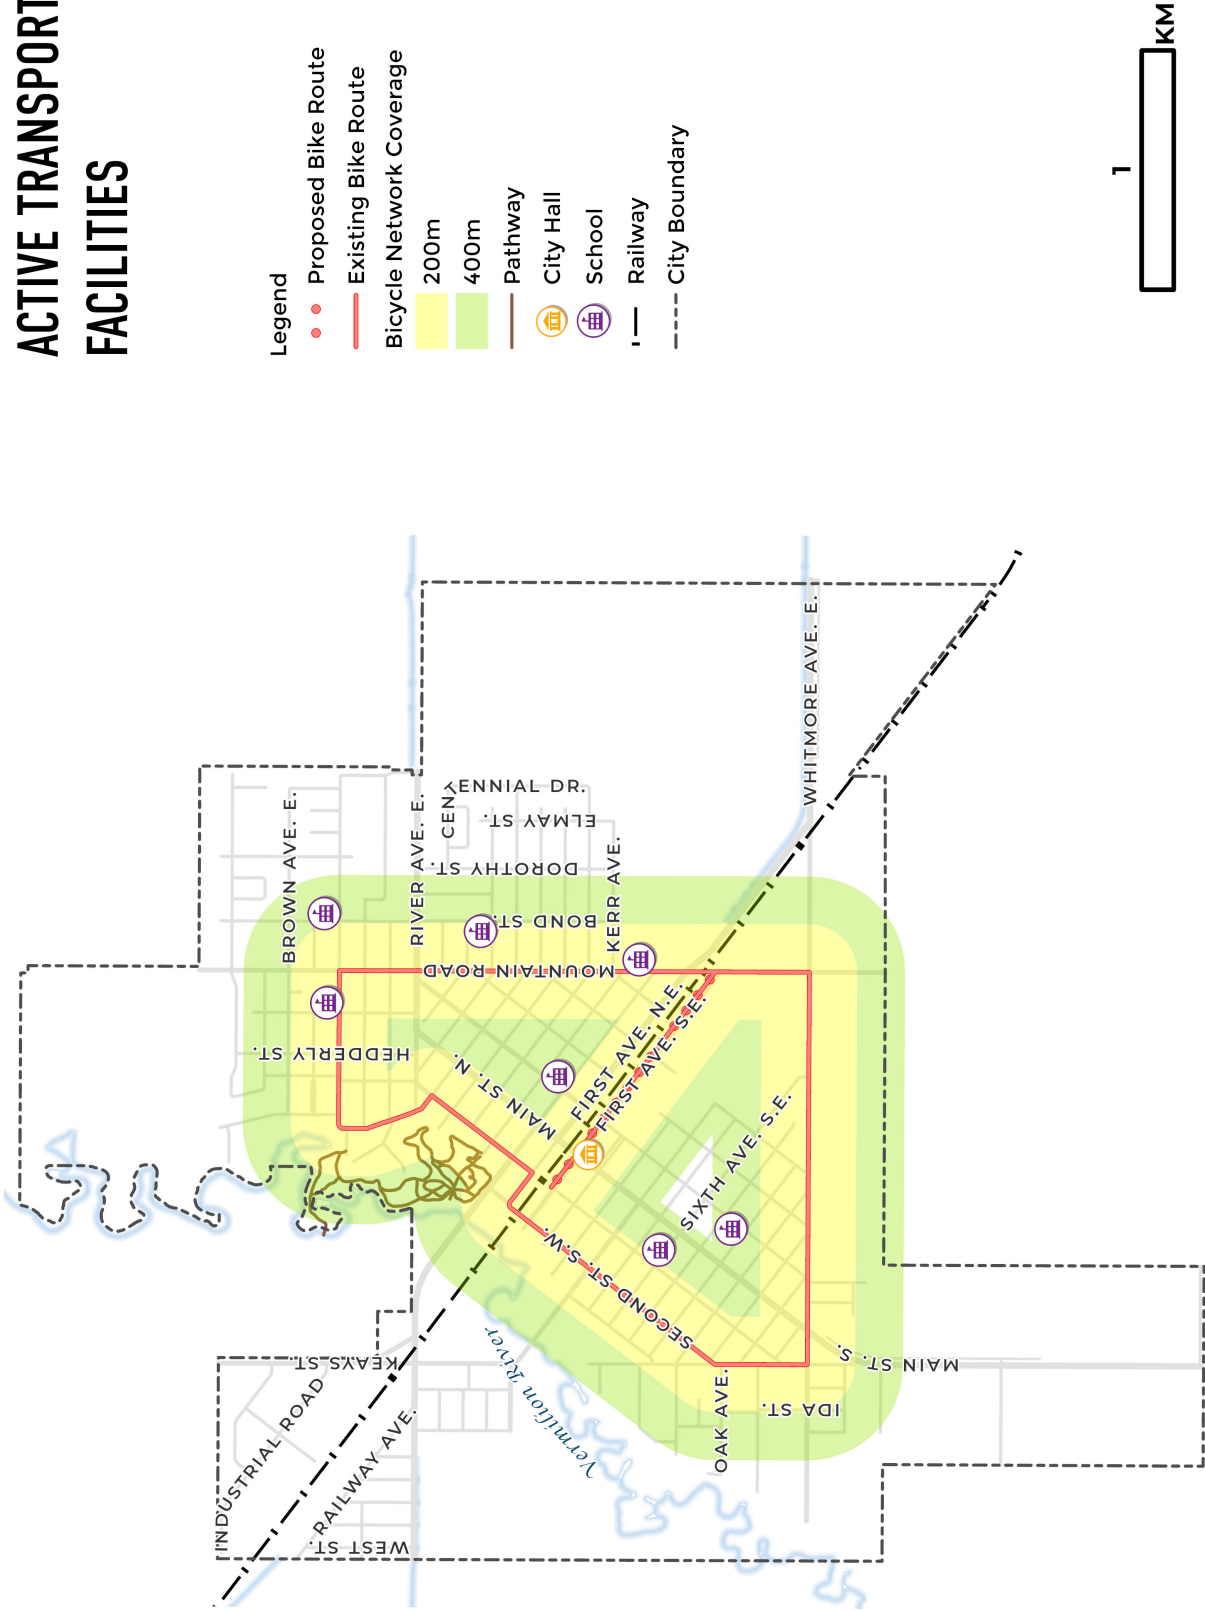 ACTIVE TRANSPORT
FACILITIES
Legend
Proposed Bike Route
Existing Bike Route
Bicycle Network Coverage
200m
400m
Pathway
City Hall
School
Railway
City Boundary
1
KM
BROWN AVE. E.
RIVER AVE. E.
CENTENNIAL DR.
ELMAY ST.
DOROTHY ST.
BOND ST.
KERR AVE.
MOUNTAIN ROAD
HEDDERLY ST.
MAIN ST. N.
FIRST AVE. N.E.
FIRST AVE. S.E.
SIXTH AVE. S.E.
SECOND ST. S.W.
WHITMORE AVE. E.
KEAYS ST.
INDUSTRIAL ROAD
RAILWAY AVE.
WEST ST.
Vermilion River
OAK AVE.
IDA ST.
MAIN ST. S.